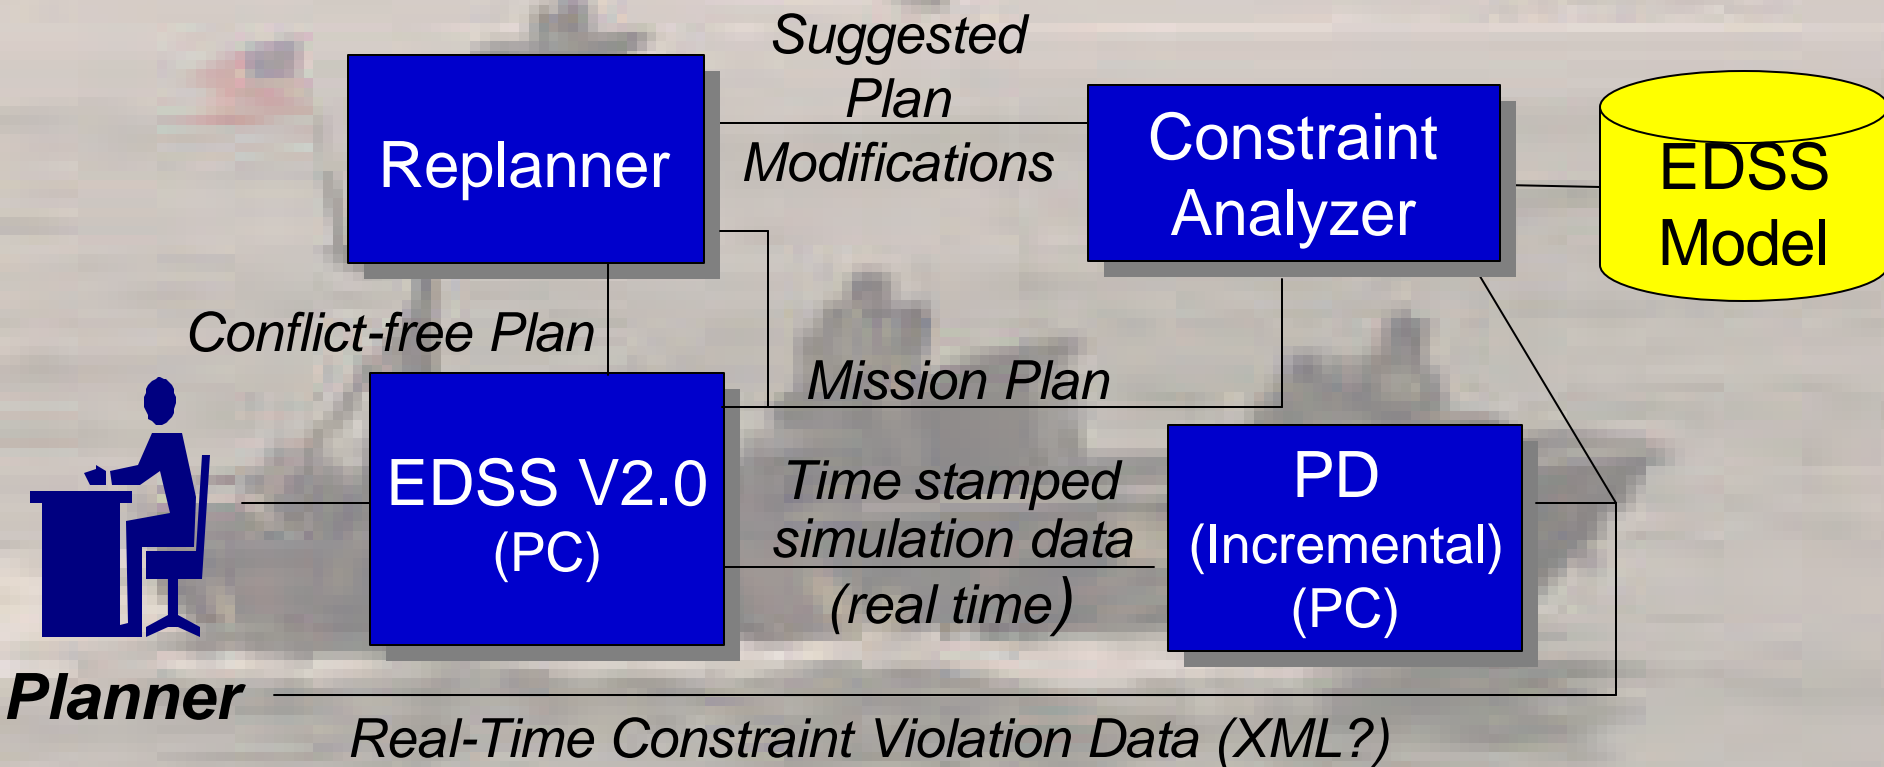 Suggested
Plan
Modifications
Replanner
Constraint
Analyzer
EDSS
Model
Conflict-free Plan
Mission Plan
EDSS V2.0
(PC)
Time stamped
simulation data
(real time)
PD
(Incremental)
(PC)
Planner
Real-Time Constraint Violation Data (XML?)